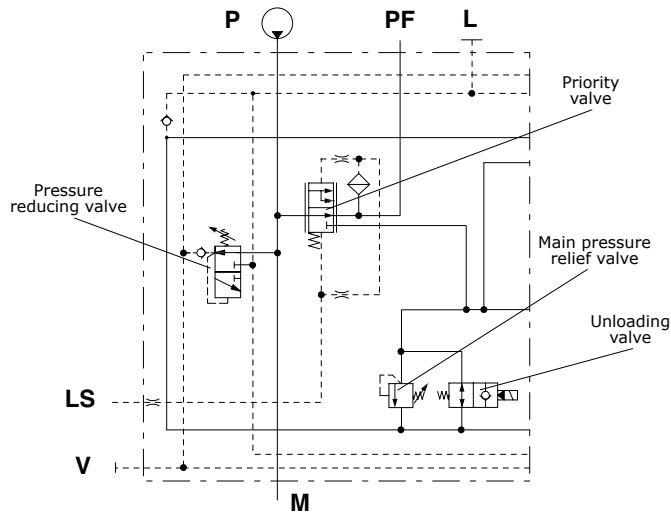 P
PF
L
Priority
valve
Pressure
reducing valve
Main pressure
relief valve
Unloading
valve
LS
V
M